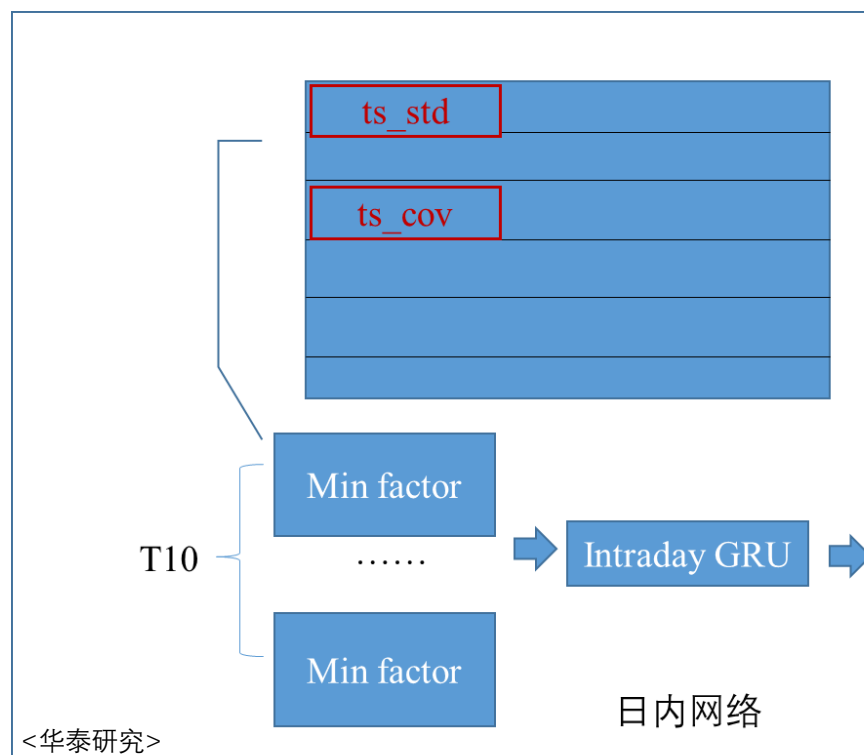 ts_std
ts_cov
Min factor
T10
……
Intraday GRU
Min factor
日内网络
<华泰研究>